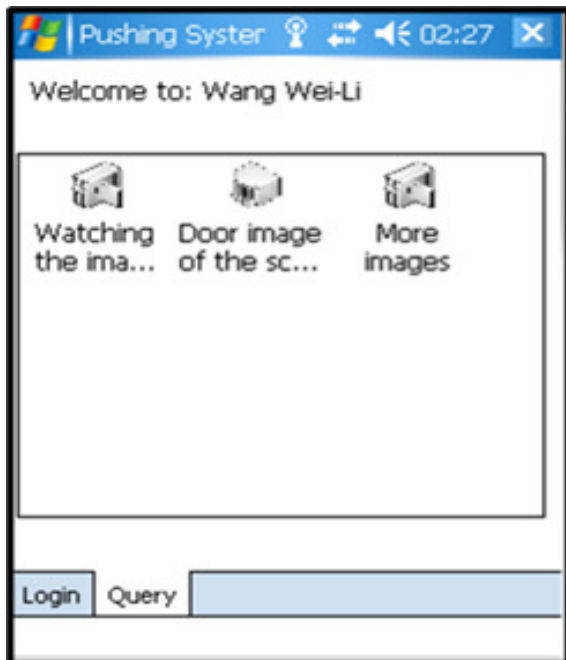 Pushing Syster 02:27
Welcome to: Wang Wei-Li
Watching the ima...
Door image of the sc...
More images
Login Query